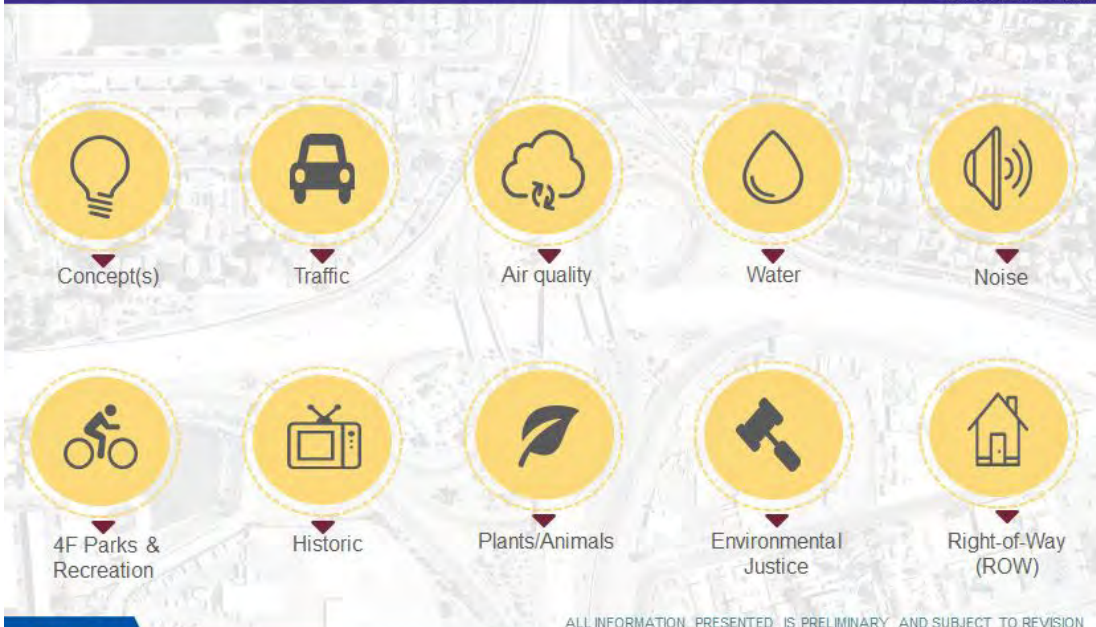 Concept(s)
Traffic
Air quality
Water
Noise
4F Parks &
Recreation
Historic
Plants/Animals
Environmental
Justice
Right-of-Way
(ROW)
ALL INFORMATION PRESENTED IS PRELIMINARY AND SUBJECT TO REVISION